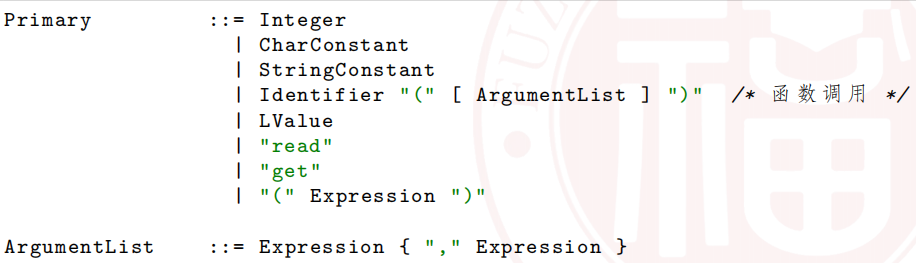 Primary ::= Integer
| CharConstant
| StringConstant
| Identifier "(" [ ArgumentList ] ")" /* 函数调用 */
| LValue
| "read"
| "get"
| "(" Expression ")"
ArgumentList ::= Expression { "," Expression }